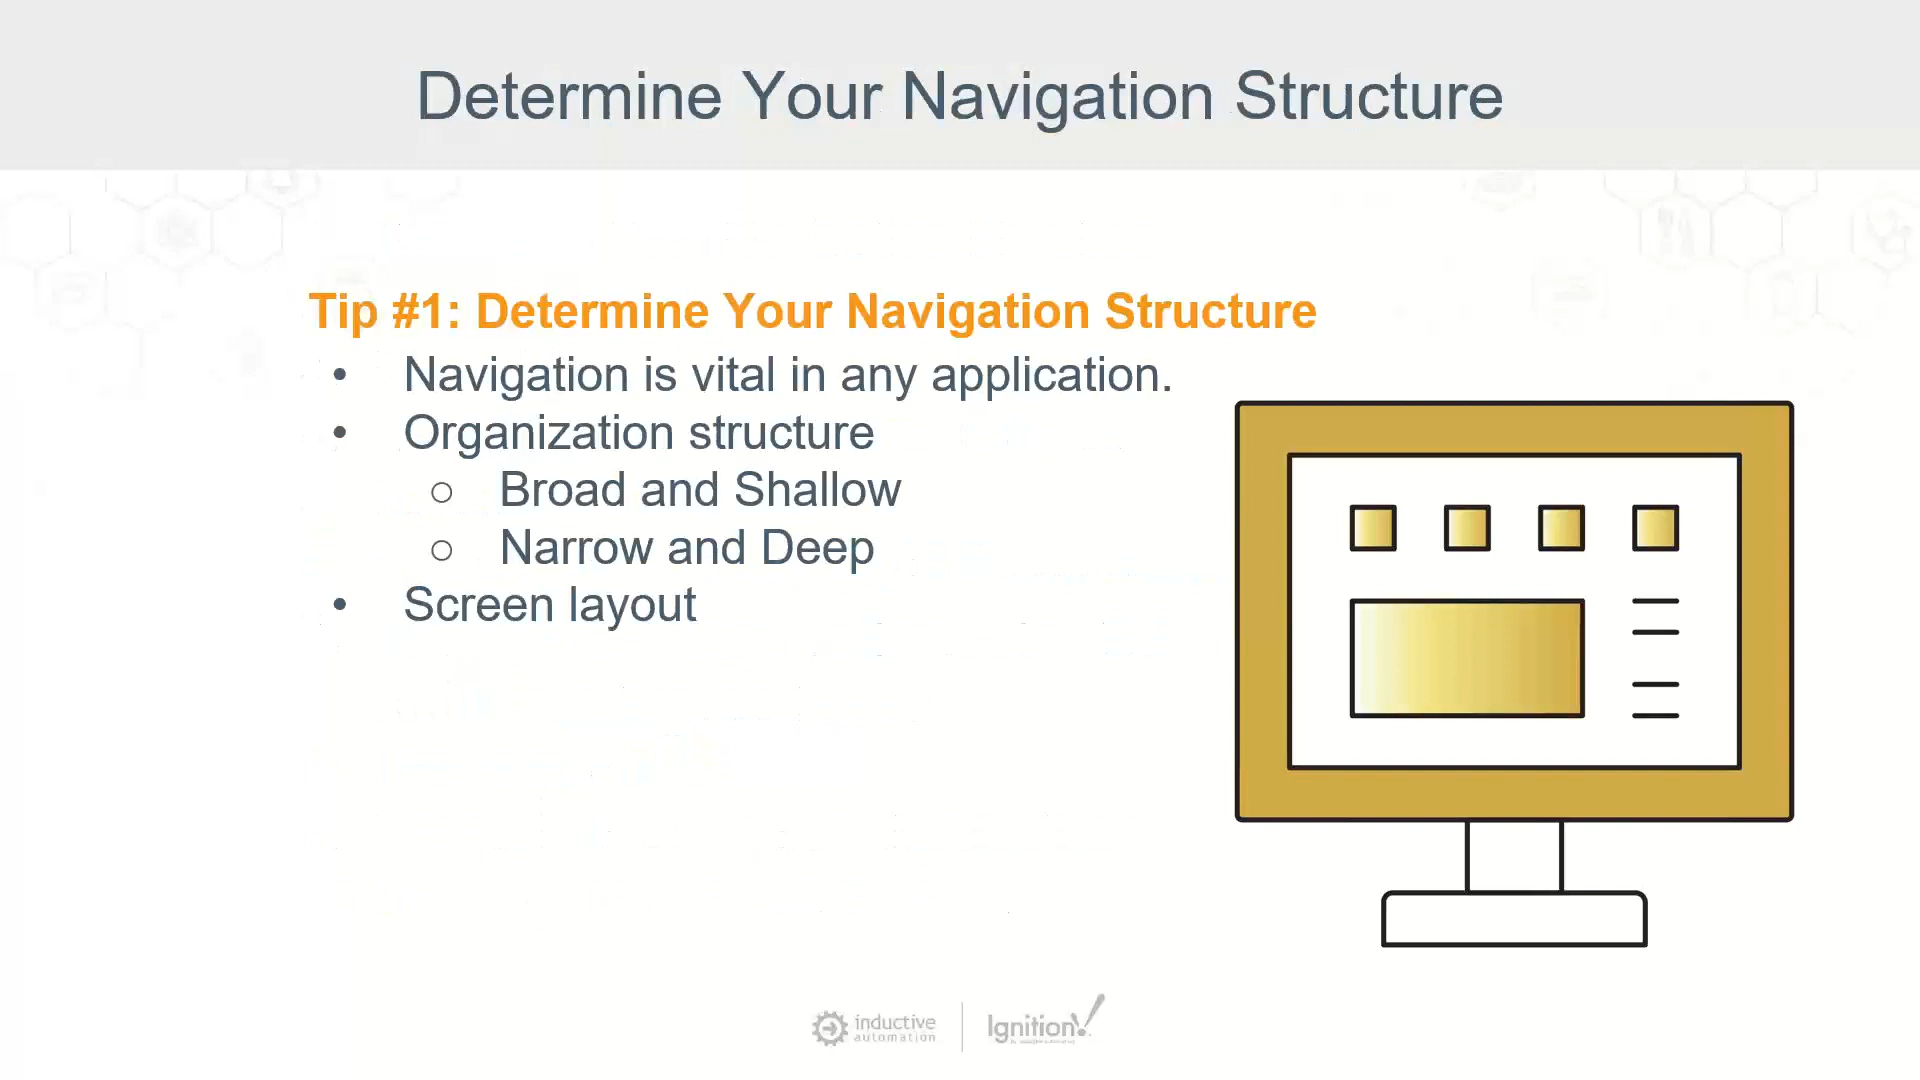 Determine Your Navigation Structure
Tip #1: Determine Your Navigation Structure
• Navigation is vital in any application.
• Organization structure
○ Broad and Shallow
○ Narrow and Deep
• Screen layout
inductive
automation
Ignition!